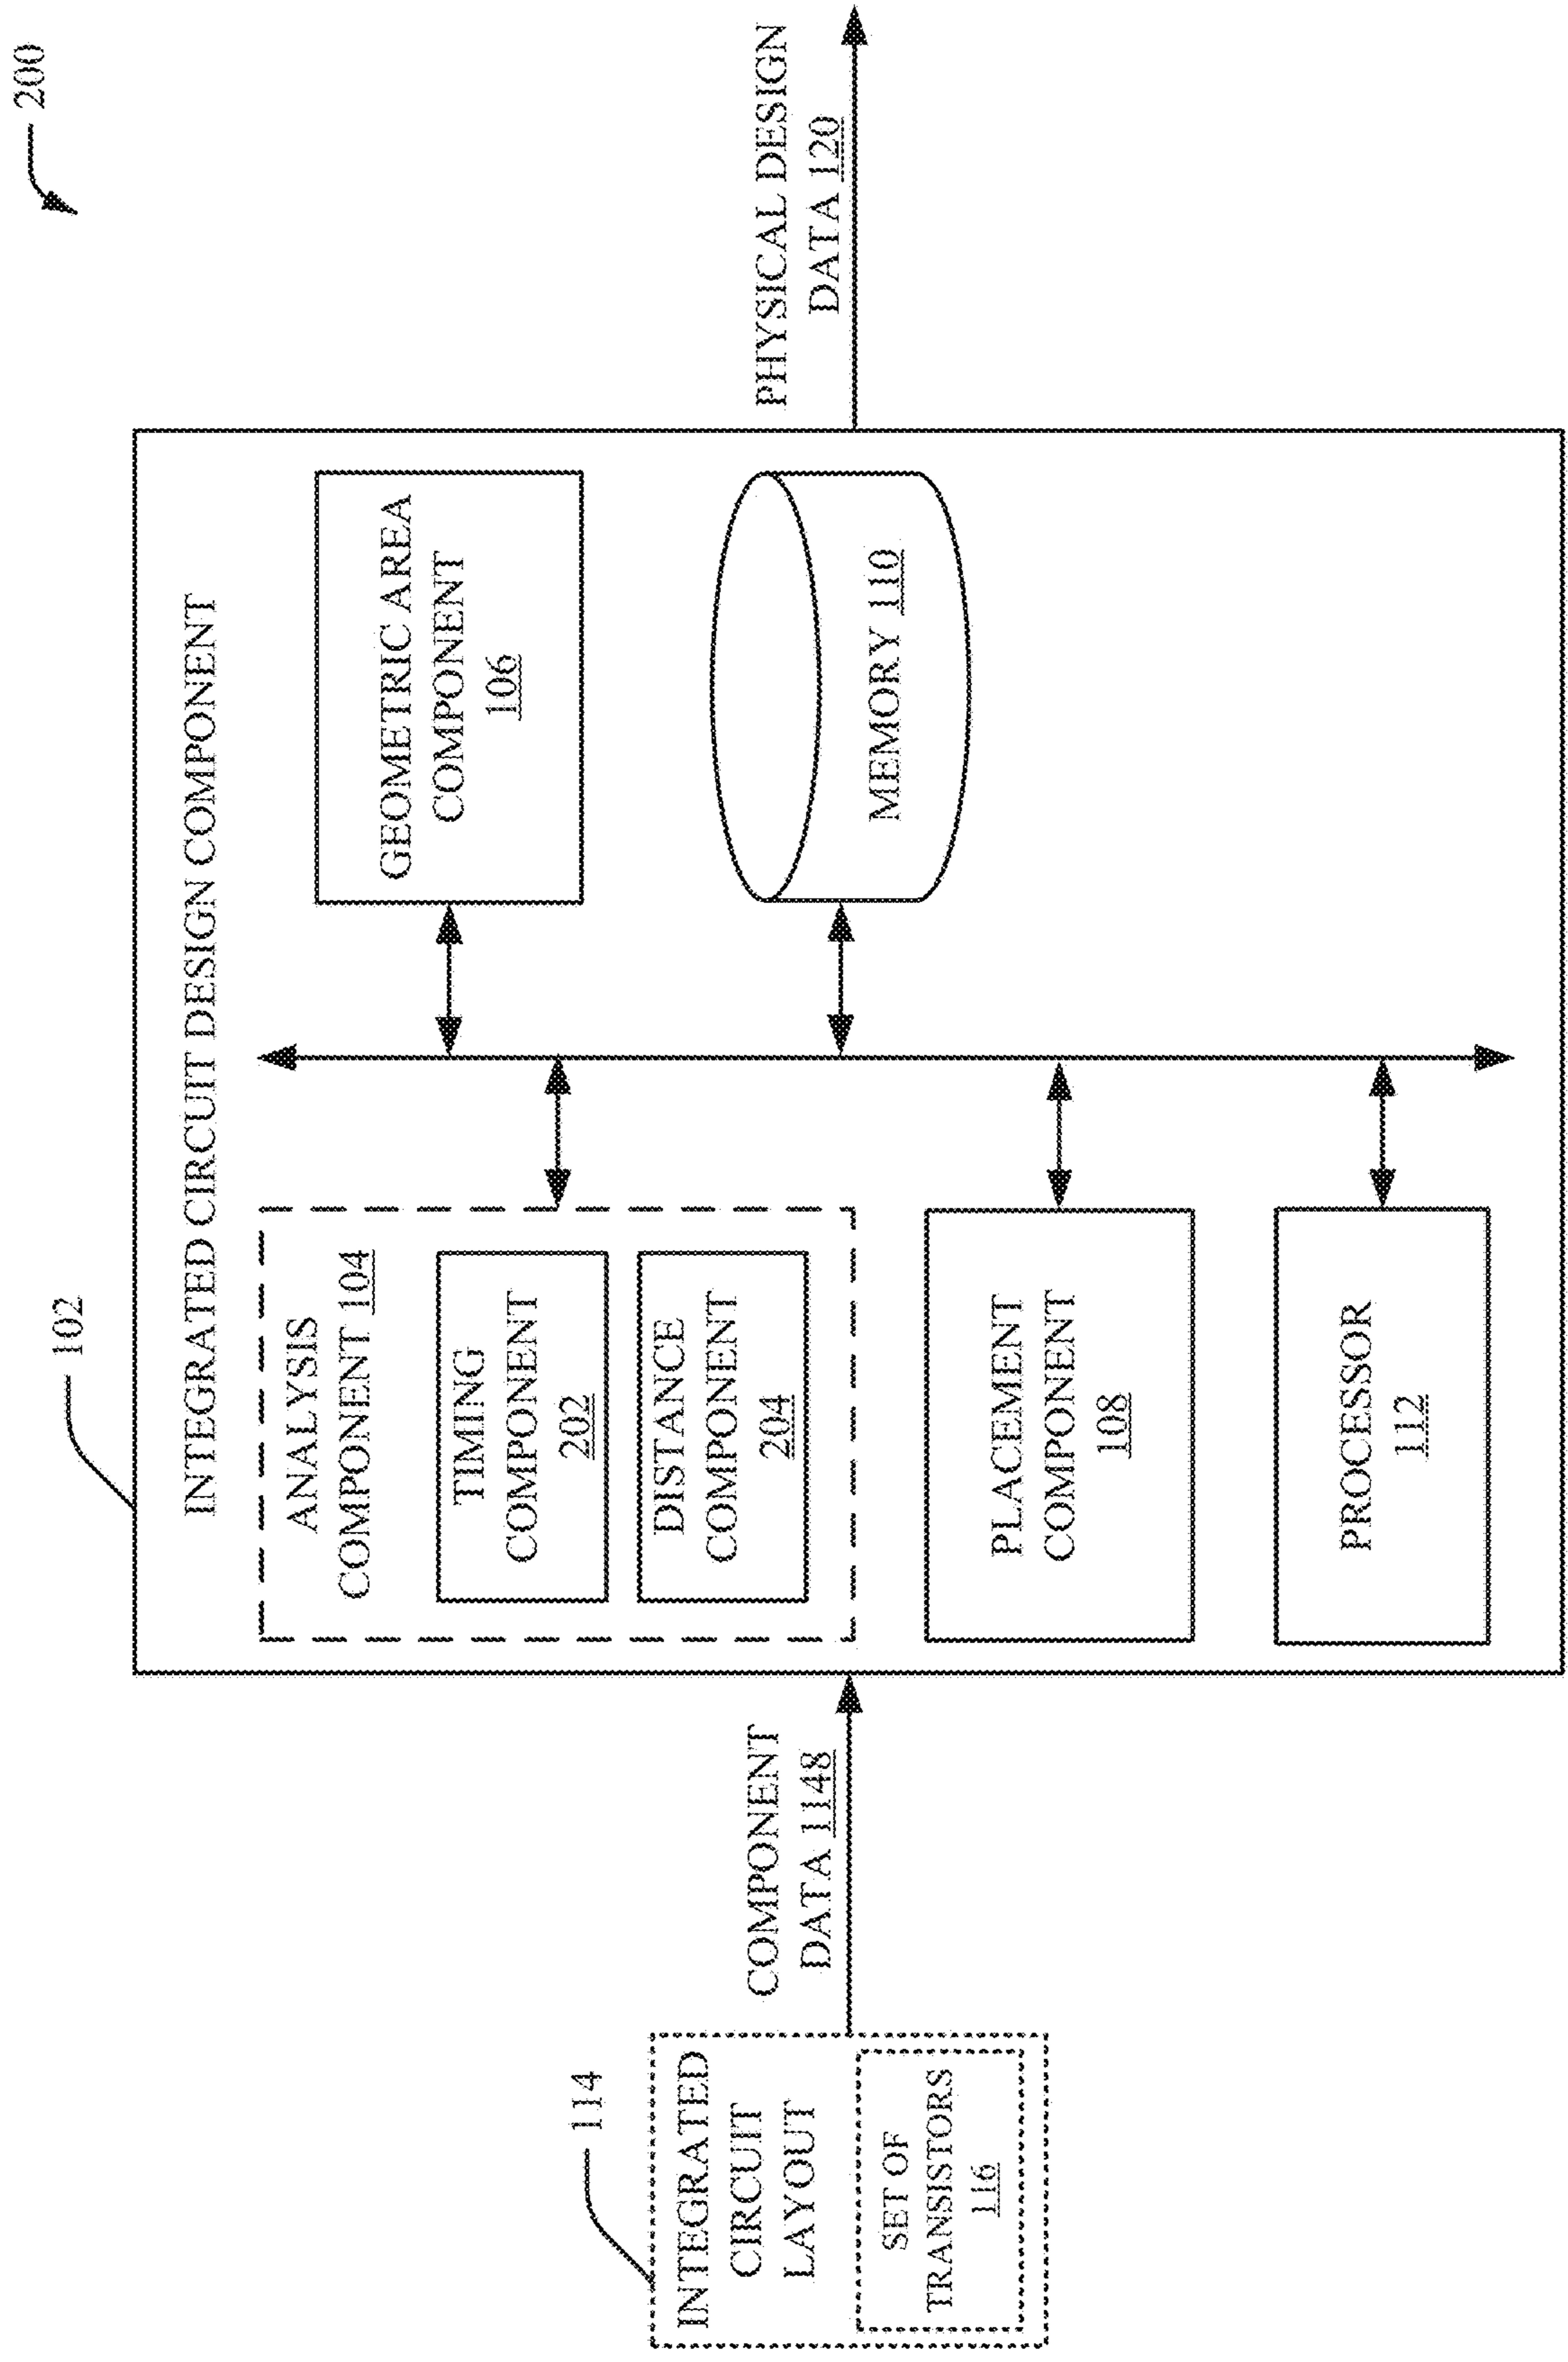 200
102
INTEGRATED CIRCUIT DESIGN COMPONENT
ANALYSIS
COMPONENT 104
TIMING
COMPONENT
202
DISTANCE
COMPONENT
204
PLACEMENT
COMPONENT
108
PROCESSOR
112
GEOMETRIC AREA
COMPONENT
106
MEMORY 110
114
INTEGRATED
CIRCUIT
LAYOUT
SET OF
TRANSISTORS
116
COMPONENT
DATA 1148
PHYSICAL DESIGN
DATA 120